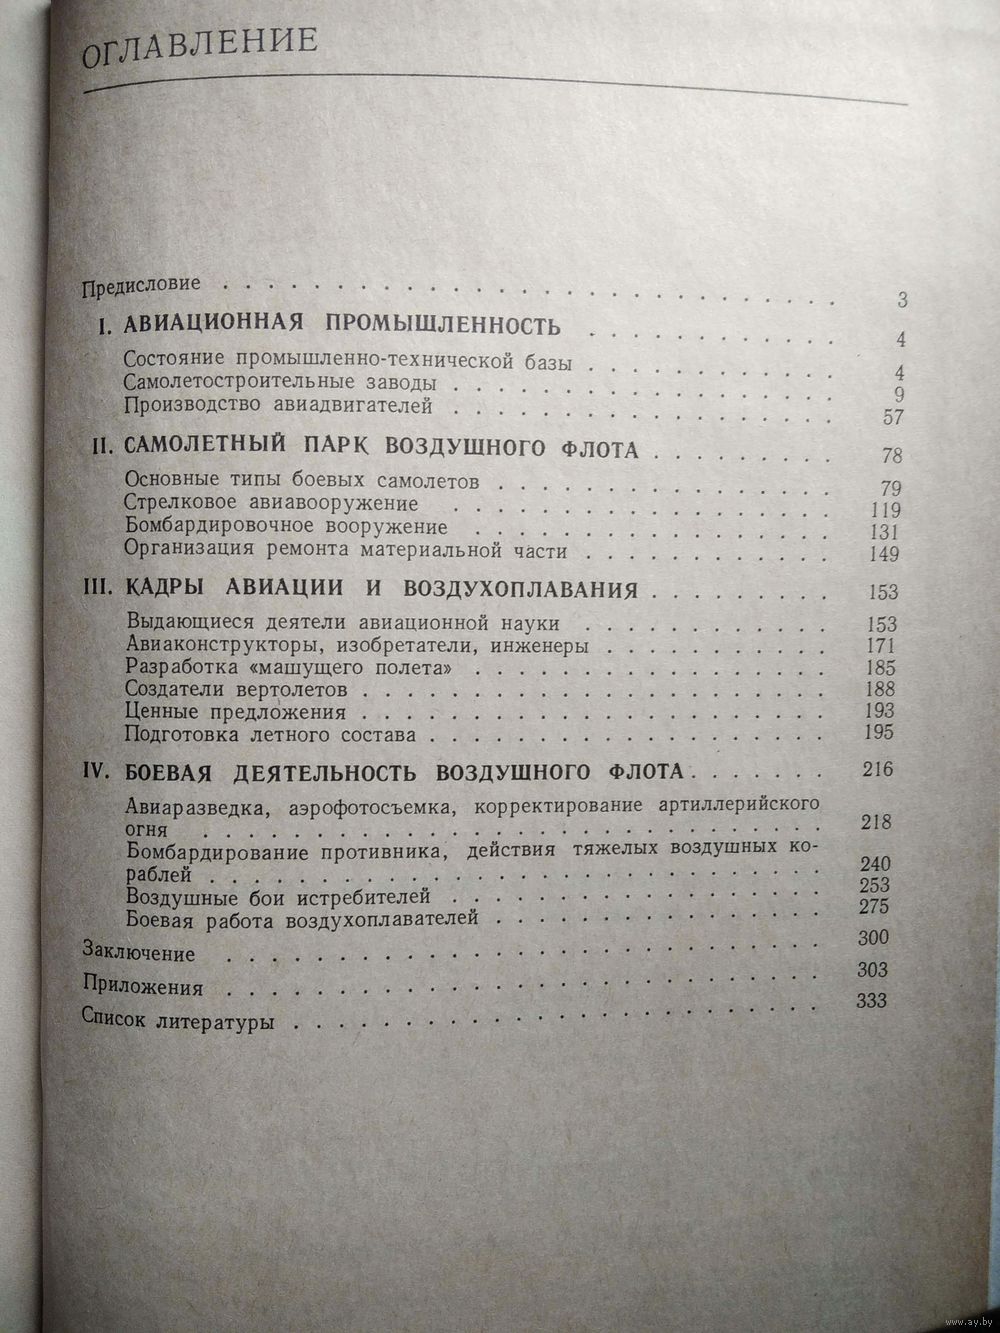 ОГЛАВЛЕНИЕ
Предисловие . . . . . . . . . . . . . . . . . . . . . . 3
I. АВИАЦИОННАЯ ПРОМЫШЛЕННОСТЬ . . . . . . . . . 4
Состояние промышленно-технической базы . . . . . . . . . 4
Самолетостроительные заводы . . . . . . . . . . . . . . 9
Производство авиадвигателей . . . . . . . . . . . . . . 57
II. САМОЛЕТНЫЙ ПАРК ВОЗДУШНОГО ФЛОТА . . . . . . . . 78
Основные типы боевых самолетов . . . . . . . . . . . . 79
Стрелковое авиавооружение . . . . . . . . . . . . . . 119
Бомбардировочное вооружение . . . . . . . . . . . . . 131
Организация ремонта материальной части . . . . . . . . . 149
III. КАДРЫ АВИАЦИИ И ВОЗДУХОПЛАВАНИЯ . . . . . . . . 153
Выдающиеся деятели авиационной науки . . . . . . . . . 153
Авиаконструкторы, изобретатели, инженеры . . . . . . . . 171
Разработка «машущего полета» . . . . . . . . . . . . . 185
Создатели вертолетов . . . . . . . . . . . . . . . . . 188
Ценные предложения . . . . . . . . . . . . . . . . . 193
Подготовка летного состава . . . . . . . . . . . . . . 195
IV. БОЕВАЯ ДЕЯТЕЛЬНОСТЬ ВОЗДУШНОГО ФЛОТА . . . . . . . 216
Авиаразведка, аэрофотосъемка, корректирование артиллерийского
огня . . . . . . . . . . . . . . . . . . . . . . 218
Бомбардирование противника, действия тяжелых воздушных ко-
раблей . . . . . . . . . . . . . . . . . . . . . 240
Воздушные бои истребителей . . . . . . . . . . . . . 253
Боевая работа воздухоплавателей . . . . . . . . . . . . 275
Заключение . . . . . . . . . . . . . . . . . . . . . 300
Приложения . . . . . . . . . . . . . . . . . . . . . 303
Список литературы . . . . . . . . . . . . . . . . . . 333
www.ay.by